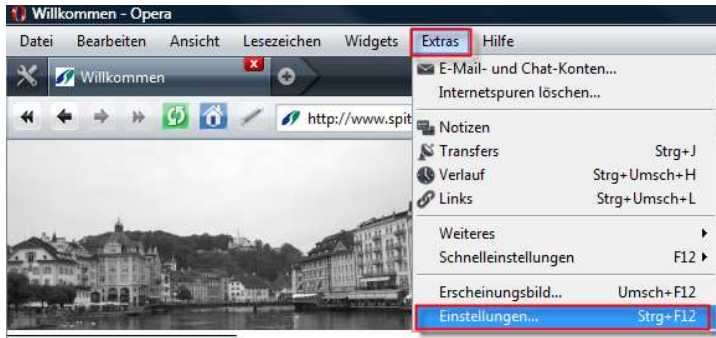 Willkommen - Opera
Datei Bearbeiten Ansicht Lesezeichen Widgets Extras Hilfe
Willkommen
http://www.spit
E-Mail- und Chat-Konten...
Internetspuren löschen...
Notizen
Transfers Strg+J
Verlauf Strg+Umsch+H
Links Strg+Umsch+L
Weiteres
Schnelleinstellungen F12
Erscheinungsbild... Umsch+F12
Einstellungen... Strg+F12